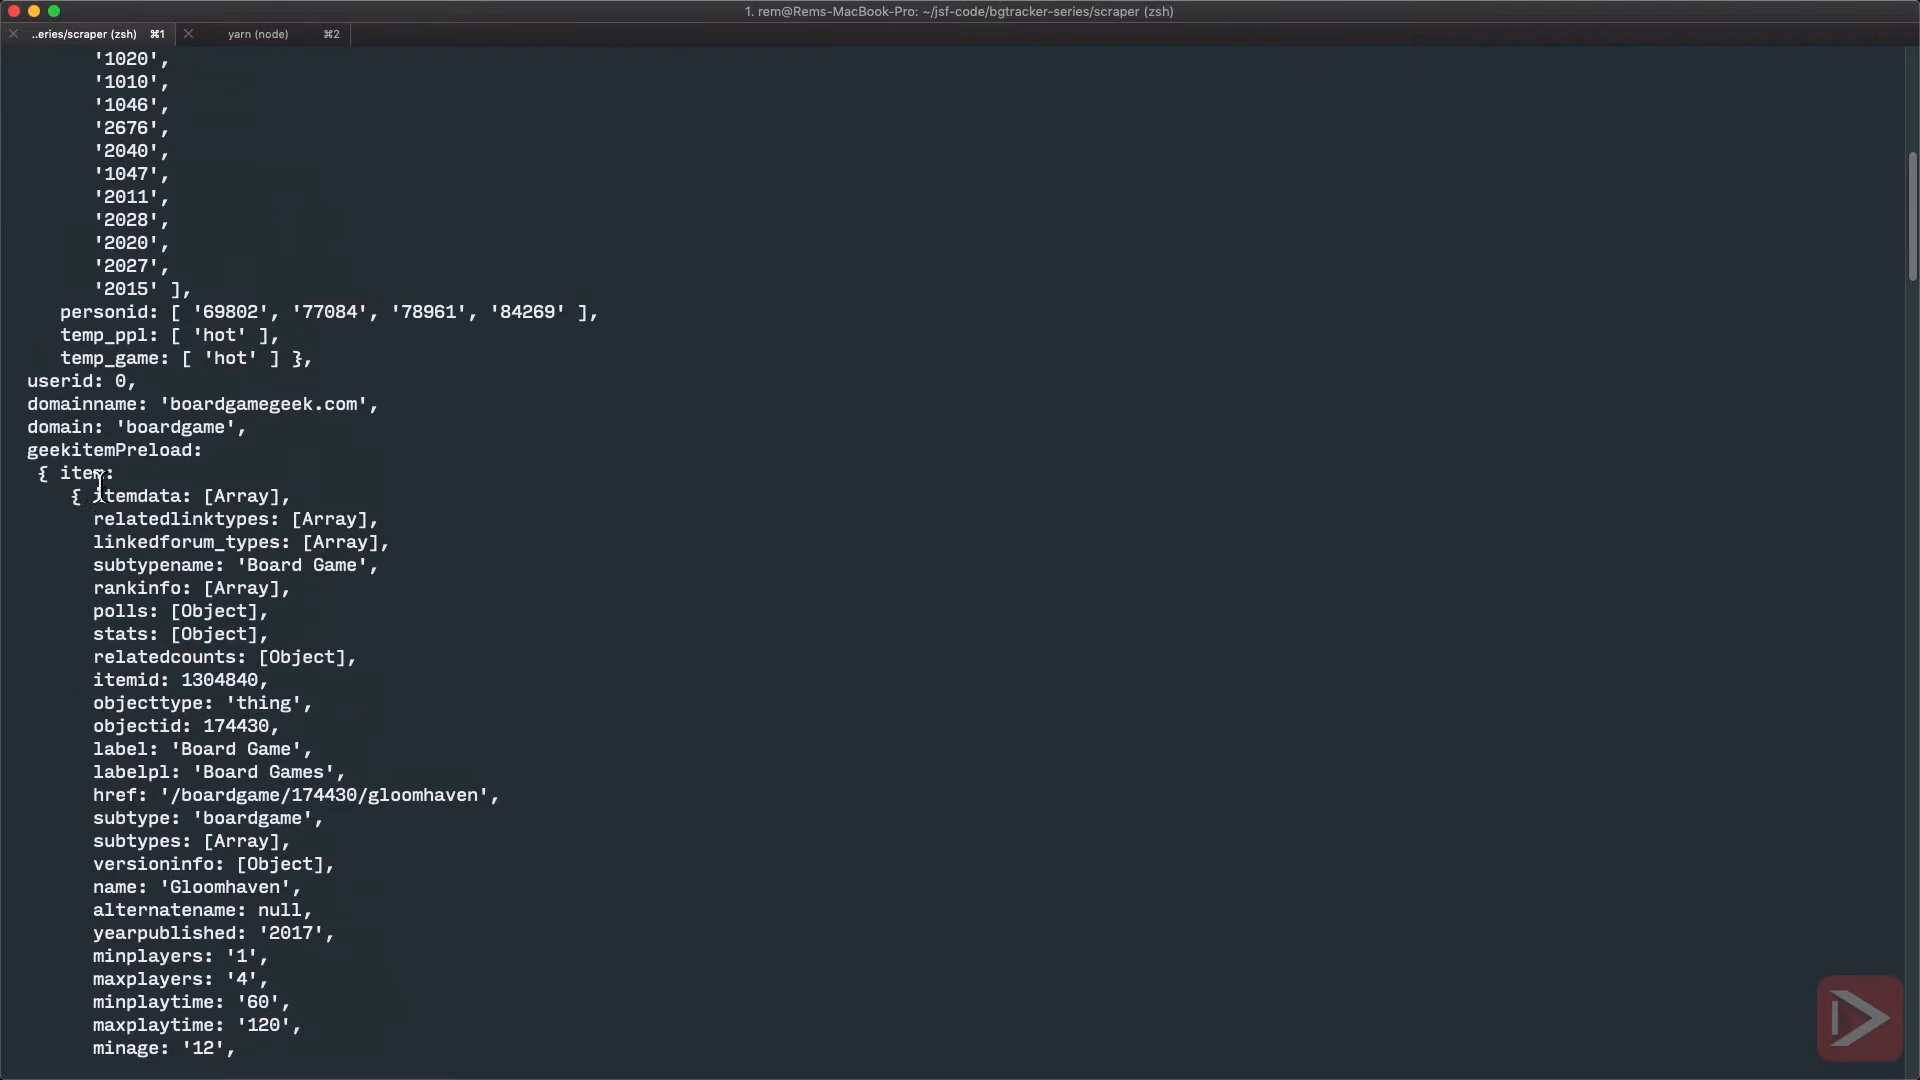 1. rem@Rems-MacBook-Pro: ~/jsf-code/bgtracker-series/scraper (zsh)
..eries/scraper (zsh) ⌘1 yarn (node) ⌘2
'1020',
'1010',
'1046',
'2676',
'2040',
'1047',
'2011',
'2028',
'2020',
'2027',
'2015' ],
personid: [ '69802', '77084', '78961', '84269' ],
temp_ppl: [ 'hot' ],
temp_game: [ 'hot' ] },
userid: 0,
domainname: 'boardgamegeek.com',
domain: 'boardgame',
geekitemPreload:
{ item:
{ itemdata: [Array],
relatedlinktypes: [Array],
linkedforum_types: [Array],
subtypename: 'Board Game',
rankinfo: [Array],
polls: [Object],
stats: [Object],
relatedcounts: [Object],
itemid: 1304840,
objecttype: 'thing',
objectid: 174430,
label: 'Board Game',
labelpl: 'Board Games',
href: '/boardgame/174430/gloomhaven',
subtype: 'boardgame',
subtypes: [Array],
versioninfo: [Object],
name: 'Gloomhaven',
alternatename: null,
yearpublished: '2017',
minplayers: '1',
maxplayers: '4',
minplaytime: '60',
maxplaytime: '120',
minage: '12',